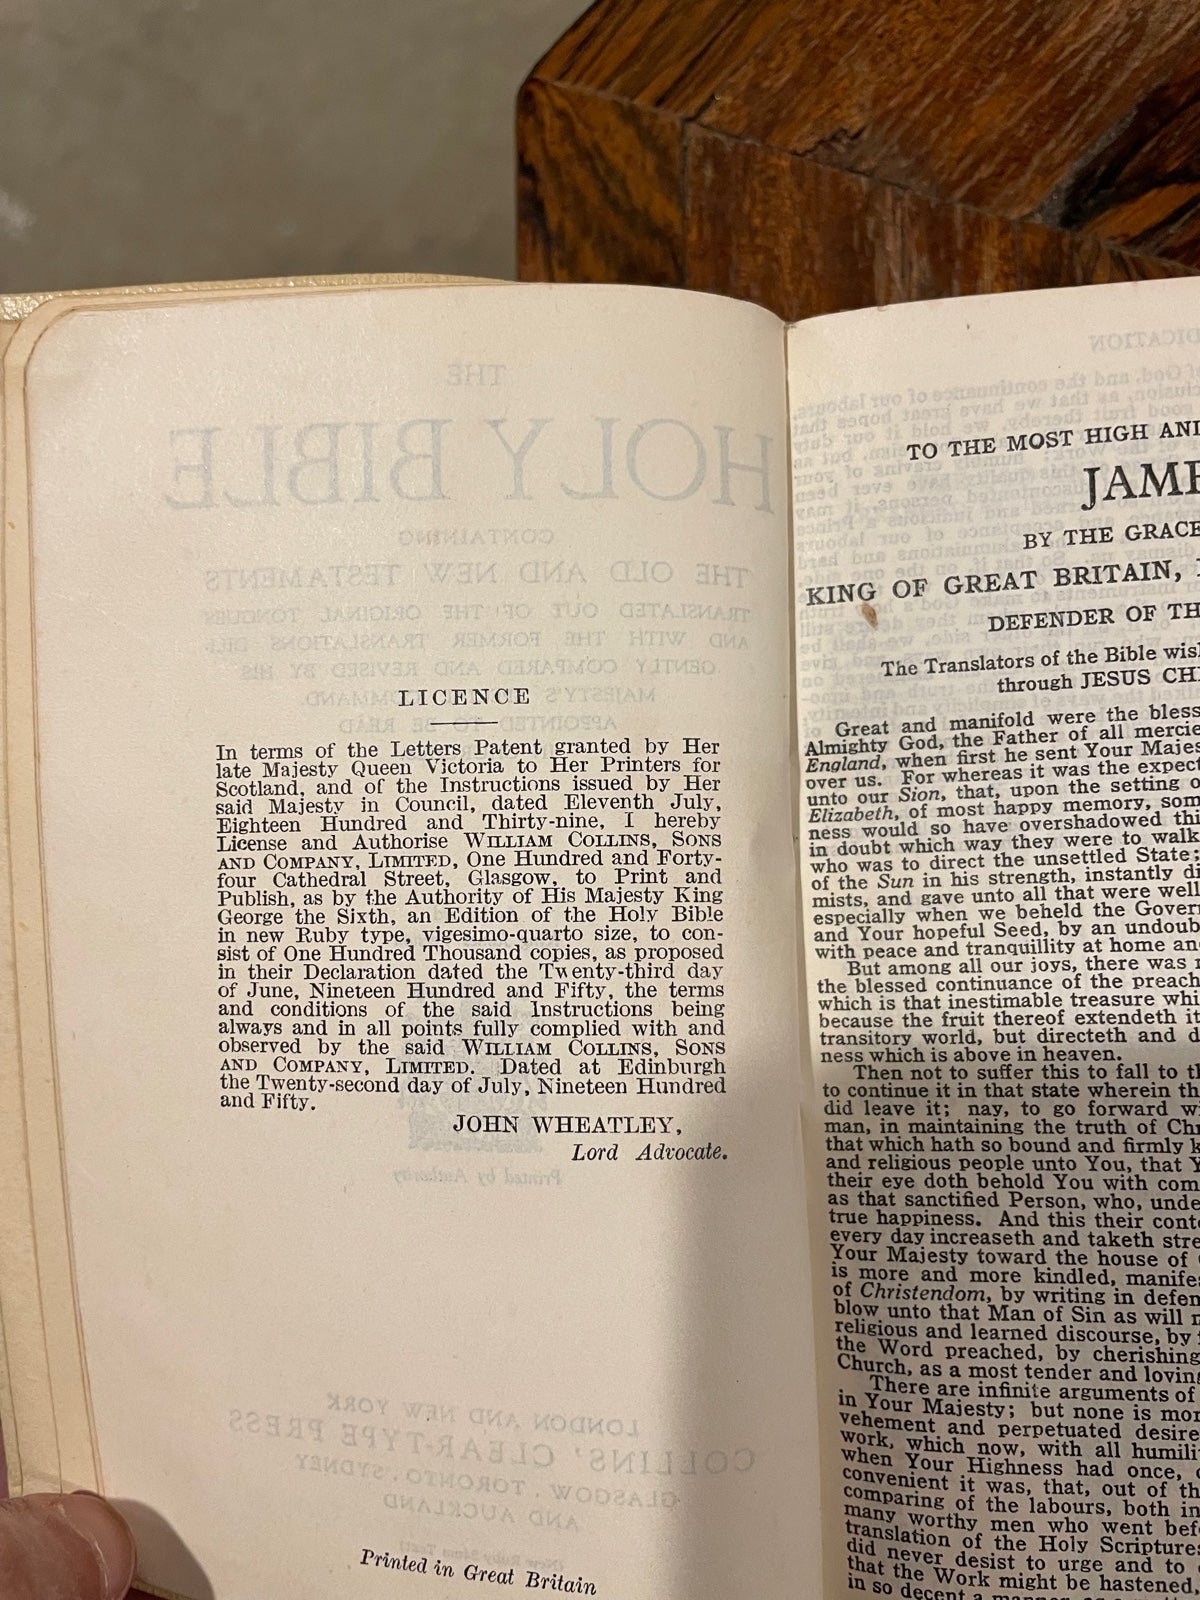 LICENCE
In terms of the Letters Patent granted by Her
late Majesty Queen Victoria to Her Printers for
Scotland, and of the Instructions issued by Her
said Majesty in Council, dated Eleventh July,
Eighteen Hundred and Thirty-nine, I hereby
License and Authorise WILLIAM COLLINS, SONS
AND COMPANY, LIMITED, One Hundred and Forty-
four Cathedral Street, Glasgow, to Print and
Publish, as by the Authority of His Majesty King
George the Sixth, an Edition of the Holy Bible
in new Ruby type, vigesimo-quarto size, to con-
sist of One Hundred Thousand copies, as proposed
in their Declaration dated the Twenty-third day
of June, Nineteen Hundred and Fifty, the terms
and conditions of the said Instructions being
always and in all points fully complied with and
observed by the said WILLIAM COLLINS, SONS
AND COMPANY, LIMITED. Dated at Edinburgh
the Twenty-second day of July, Nineteen Hundred
and Fifty.
JOHN WHEATLEY,
Lord Advocate.
Printed in Great Britain
TO THE MOST HIGH
JAM
BY THE GRACE
KING OF GREAT BRITAIN,
DEFENDER OF TH
The Translators of the Bible wis
through JESUS CH
Great and manifold were the bless
Almighty God, the Father of all mercie
England, when first he sent Your Majes
over us. For whereas it was the expect
unto our Sion, that, upon the setting o
Elizabeth, of most happy memory, som
ness would so have overshadowed thi
in doubt which way they were to walk
who was to direct the unsettled State;
of the Sun in his strength, instantly di
mists, and gave unto all that were well
especially when we beheld the Gover
and Your hopeful Seed, by an undoub
with peace and tranquillity at home an
But among all our joys, there was
the blessed continuance of the preach
which is that inestimable treasure whi
because the fruit thereof extendeth it
transitory world, but directeth and d
ness which is above in heaven.
Then not to suffer this to fall to th
to continue it in that state wherein th
did leave it; nay, to go forward wi
man, in maintaining the truth of Chr
that which hath so bound and firmly k
and religious people unto You, that Y
their eye doth behold You with com
as that sanctified Person, who, unde
true happiness. And this their cont
every day increaseth and taketh stre
Your Majesty toward the house of
is more and more kindled, manifes
of Christendom, by writing in defen
blow unto that Man of Sin as will
religious and learned discourse, by
the Word preached, by cherishing
Church, as a most tender and loving
There are infinite arguments of
in Your Majesty; but none is mor
vehement and perpetuated desire
work, which now, with all humili
when Your Highness had once,
convenient it was, that, out of th
comparing of the labours, both in
many worthy men who went bef
translation of the Holy Scriptures
did never desist to urge and to
that the Work might be hastened,
in so decent a